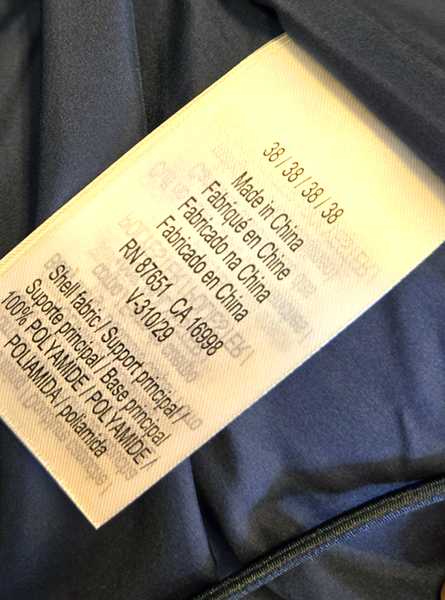 38 / 38 / 38 / 38
Made in China
Fabriqué en Chine
Fabricado na China
Fabricado en China
RN 87651 CA 16998
V-310/29
Shell fabric / Support principal /
Suporte principal / Base principal
100% POLYAMIDE / POLYAMIDE /
POLIAMIDA / poliamida